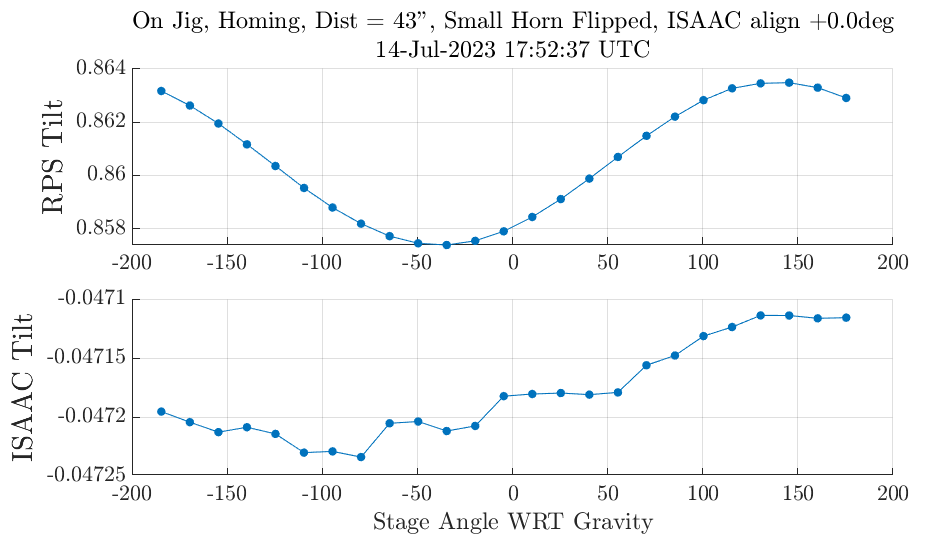 On Jig, Homing, Dist = 43”, Small Horn Flipped, ISAAC align +0.0deg
14-Jul-2023 17:52:37 UTC
RPS Tilt
0.864
0.862
0.86
0.858
-200 -150 -100 -50 0 50 100 150 200
ISAAC Tilt
-0.0471
-0.04715
-0.0472
-0.04725
-200 -150 -100 -50 0 50 100 150 200
Stage Angle WRT Gravity